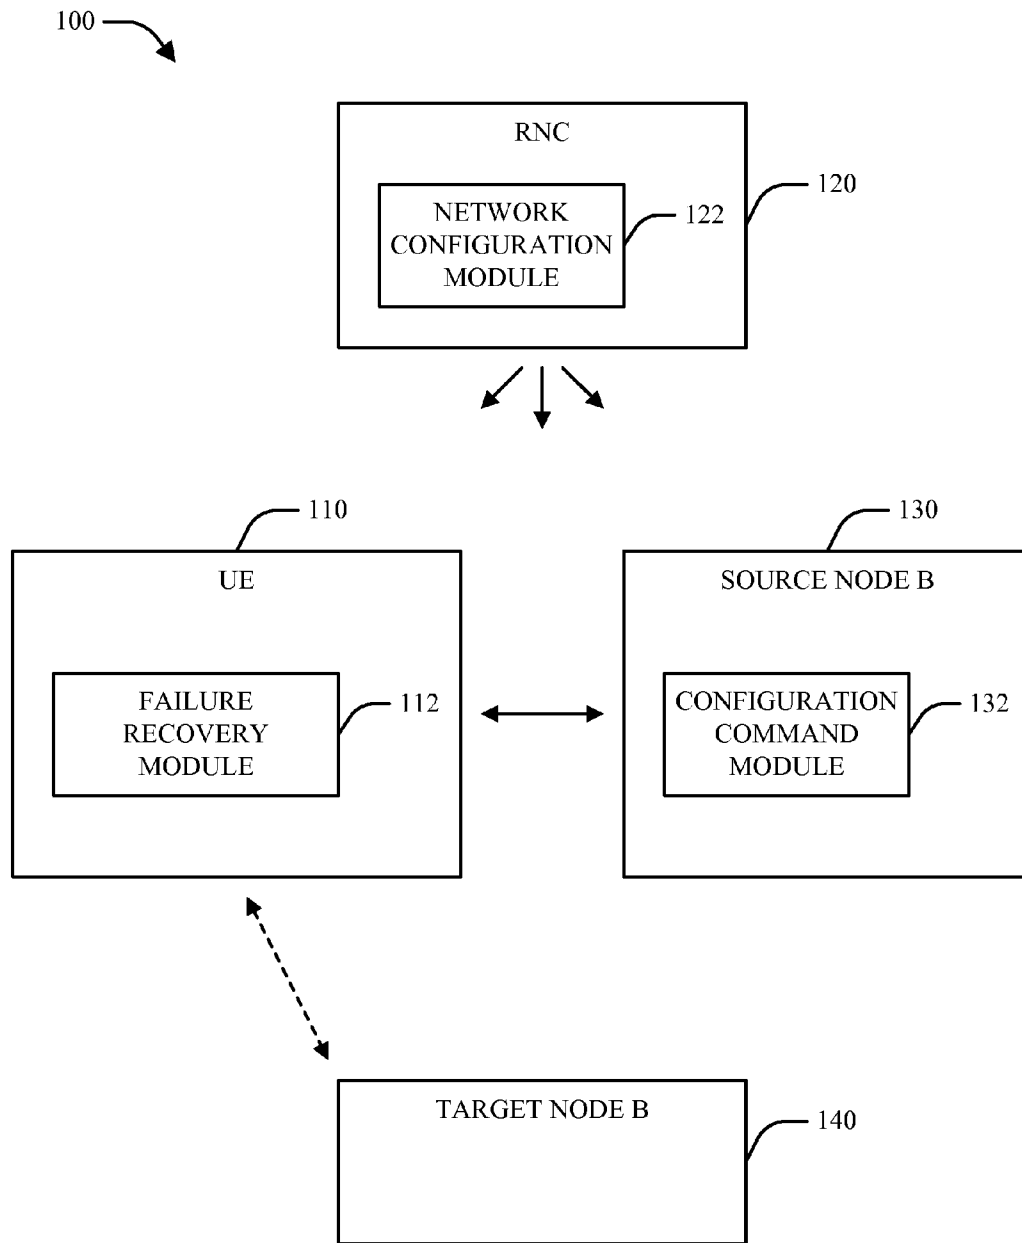 100
RNC
120
NETWORK
CONFIGURATION
MODULE
122
110
130
UE
SOURCE NODE B
FAILURE
RECOVERY
MODULE
112
CONFIGURATION
COMMAND
MODULE
132
TARGET NODE B
140